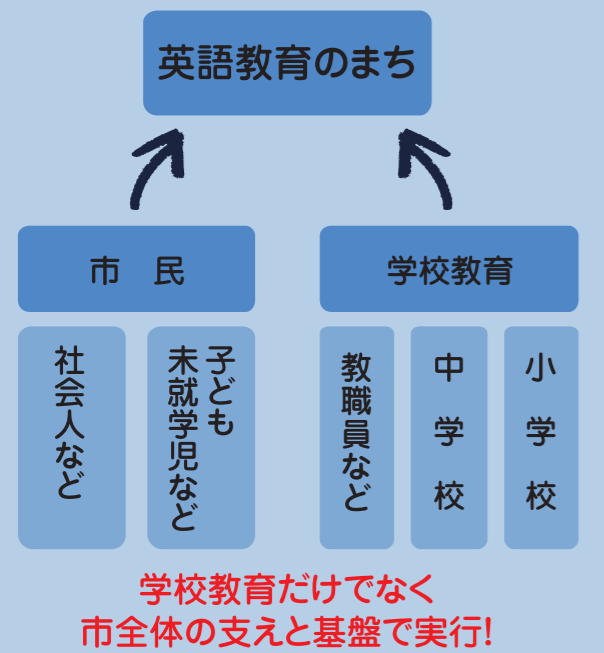 英語教育のまち
市　民
学校教育
社会人など
子ども
未就学児など
教職員など
中学校
小学校
学校教育だけでなく
市全体の支えと基盤で実行!